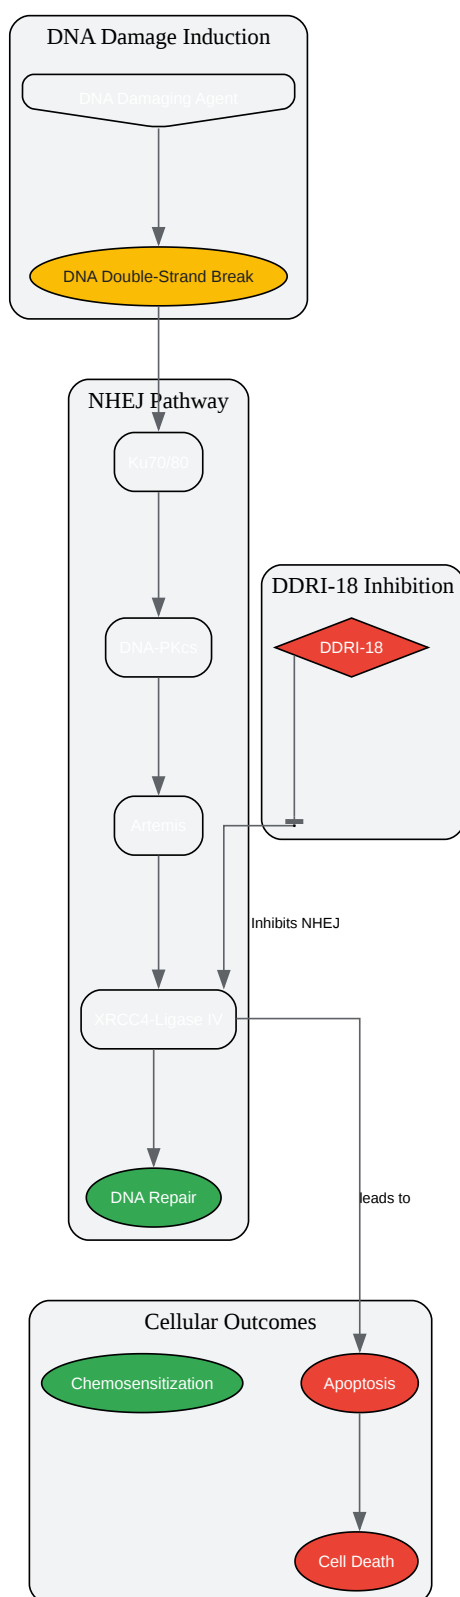 DNA Damage Induction
DNA Damaging Agent
DNA Double-Strand Break
NHEJ Pathway
Ku70/80
DDRI-18 Inhibition
DNA-PKcs
DDRI-18
Artemis
Inhibits NHEJ
XRCC4-Ligase IV
DNA Repair
leads to
Cellular Outcomes
Chemosensitization
Apoptosis
Cell Death